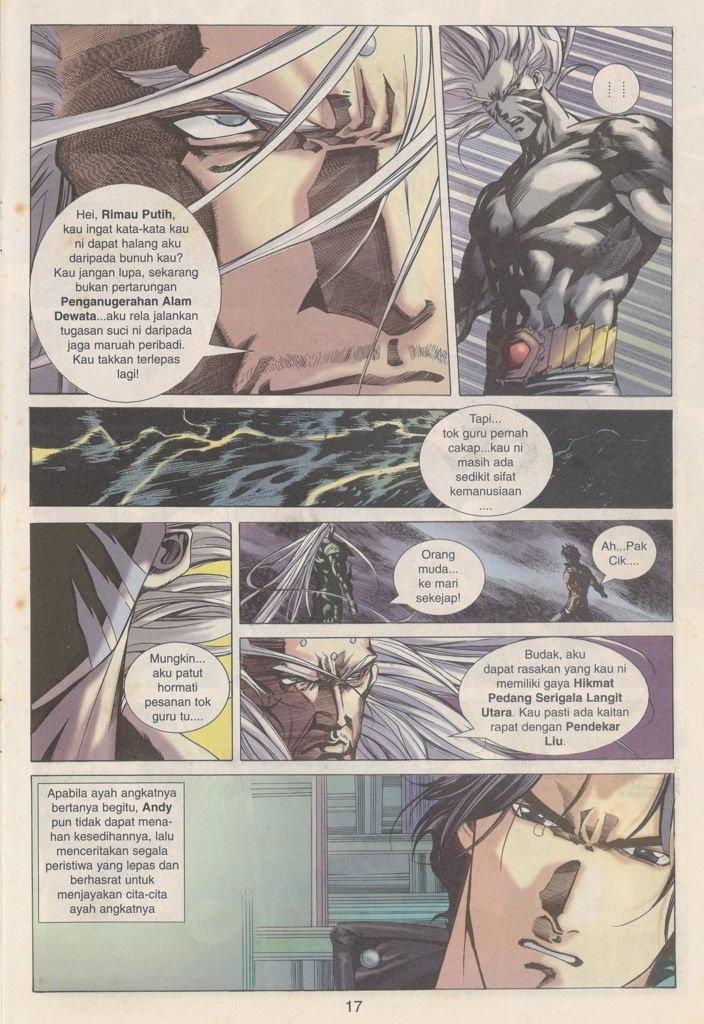 Hei, Rimau Putih,
kau ingat kata-kata kau
ni dapat halang aku
daripada bunuh kau?
Kau jangan lupa, sekarang
bukan pertarungan
Penganugerahan Alam
Dewata...aku rela jalankan
tugasan suci ni daripada
jaga maruah peribadi.
Kau takkan terlepas
lagi!
......
Tapi...
tok guru pernah
cakap...kau ni
masih ada
sedikit sifat
kemanusiaan
....
Mungkin...
aku patut
hormati
pesanan tok
guru tu....
Orang
muda...
ke mari
sekejap!
Ah...Pak
Cik....
Budak, aku
dapat rasakan yang kau ni
memiliki gaya Hikmat
Pedang Serigala Langit
Utara. Kau pasti ada kaitan
rapat dengan Pendekar
Liu.
Apabila ayah angkatnya
bertanya begitu, Andy
pun tidak dapat mena-
han kesedihannya, lalu
menceritakan segala
peristiwa yang lepas dan
berhasrat untuk
menjayakan cita-cita
ayah angkatnya
17